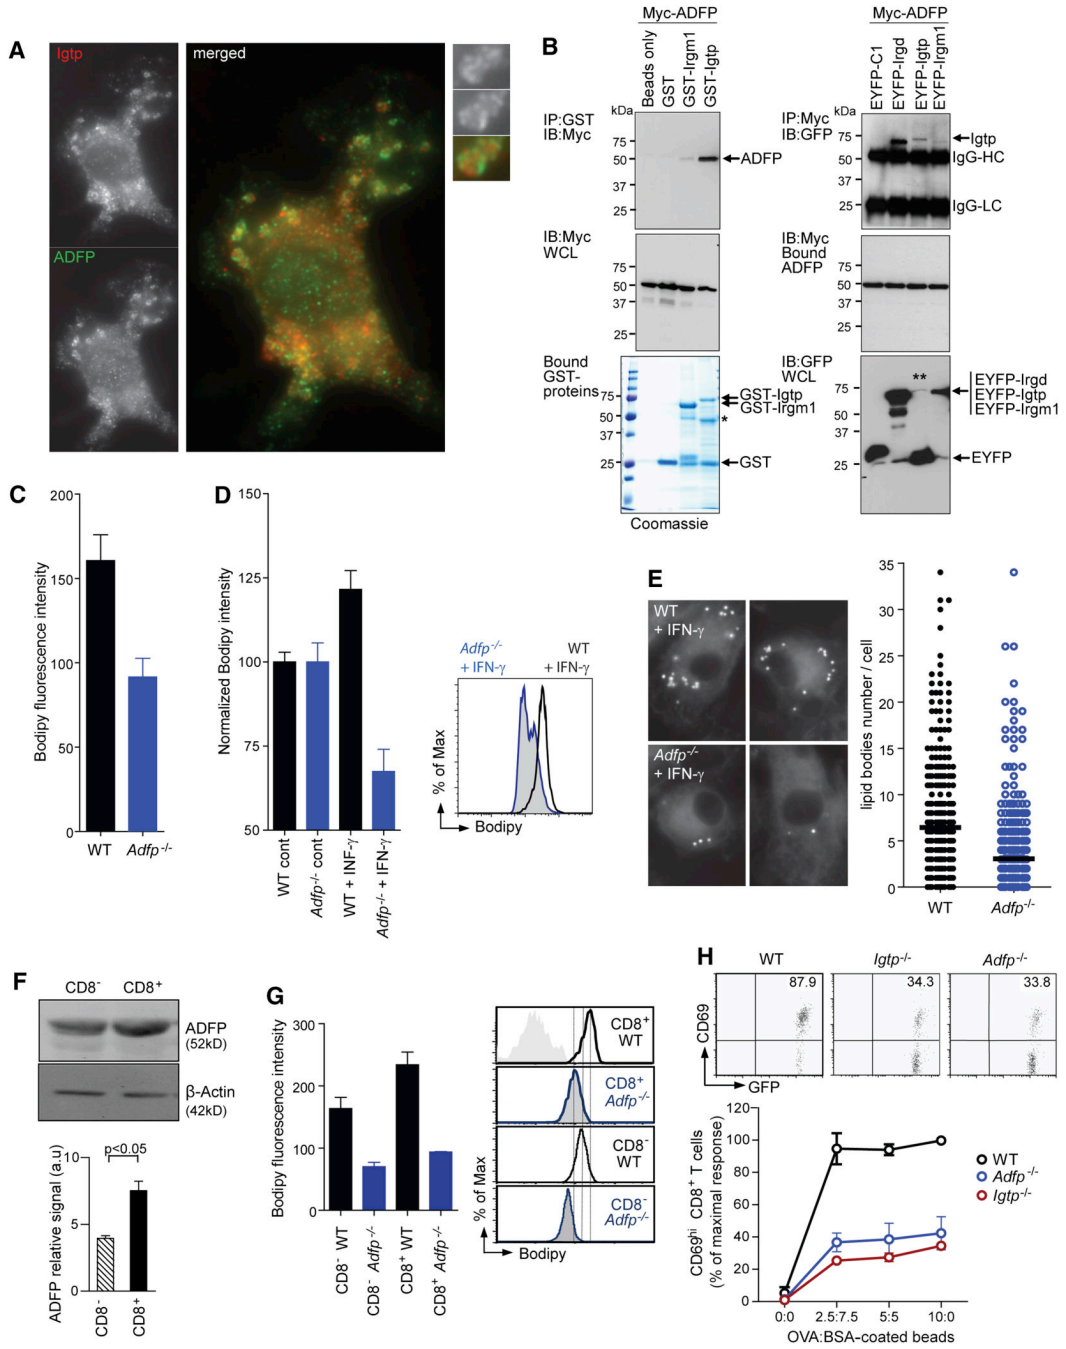 A
Igtp
merged
ADFP
B
Myc-ADFP
Beads only
GST
GST-Irgm1
GST-Igtp
kDa
IP:GST
IB:Myc
75
50
37
25
ADFP
IB:Myc
WCL
75
50
37
25
Bound
GST-
proteins
75
50
37
25
GST-Igtp
GST-Irgm1
*
GST
Coomassie
Myc-ADFP
EYFP-C1
EYFP-Irgd
EYFP-Igtp
EYFP-Irgm1
kDa
IP:Myc
IB:GFP
75
50
37
25
Igtp
IgG-HC
IgG-LC
IB:Myc
Bound
ADFP
75
50
37
25
IB:GFP
WCL
75
50
37
25
**
EYFP-Irgd
EYFP-Igtp
EYFP-Irgm1
EYFP
C
Bodipy fluorescence intensity
200
150
100
50
0
WT
Adfp-/-
D
Normalized Bodipy intensity
150
125
100
75
50
WT cont
Adfp-/- cont
WT + INF-γ
Adfp-/- + IFN-γ
Adfp-/-
+ IFN-γ
WT
+ IFN-γ
% of Max
Bodipy
E
WT
+ IFN-γ
Adfp-/-
+ IFN-γ
lipid bodies number / cell
35
30
25
20
15
10
5
0
WT
Adfp-/-
F
CD8-
CD8+
ADFP
(52kD)
β-Actin
(42kD)
ADFP relative signal (a.u)
p<0.05
10
5
0
CD8-
CD8+
G
Bodipy fluorescence intensity
300
200
100
0
CD8- WT
CD8- Adfp-/-
CD8+ WT
CD8+ Adfp-/-
CD8+
WT
CD8+
Adfp-/-
CD8-
WT
CD8-
Adfp-/-
% of Max
Bodipy
H
WT
Igtp-/-
Adfp-/-
87.9
34.3
33.8
CD69
GFP
CD69hi CD8+ T cells
(% of maximal response)
120
100
80
60
40
20
0
0:0
2.5:7.5
5:5
10:0
OVA:BSA-coated beads
WT
Adfp-/-
Igtp-/-